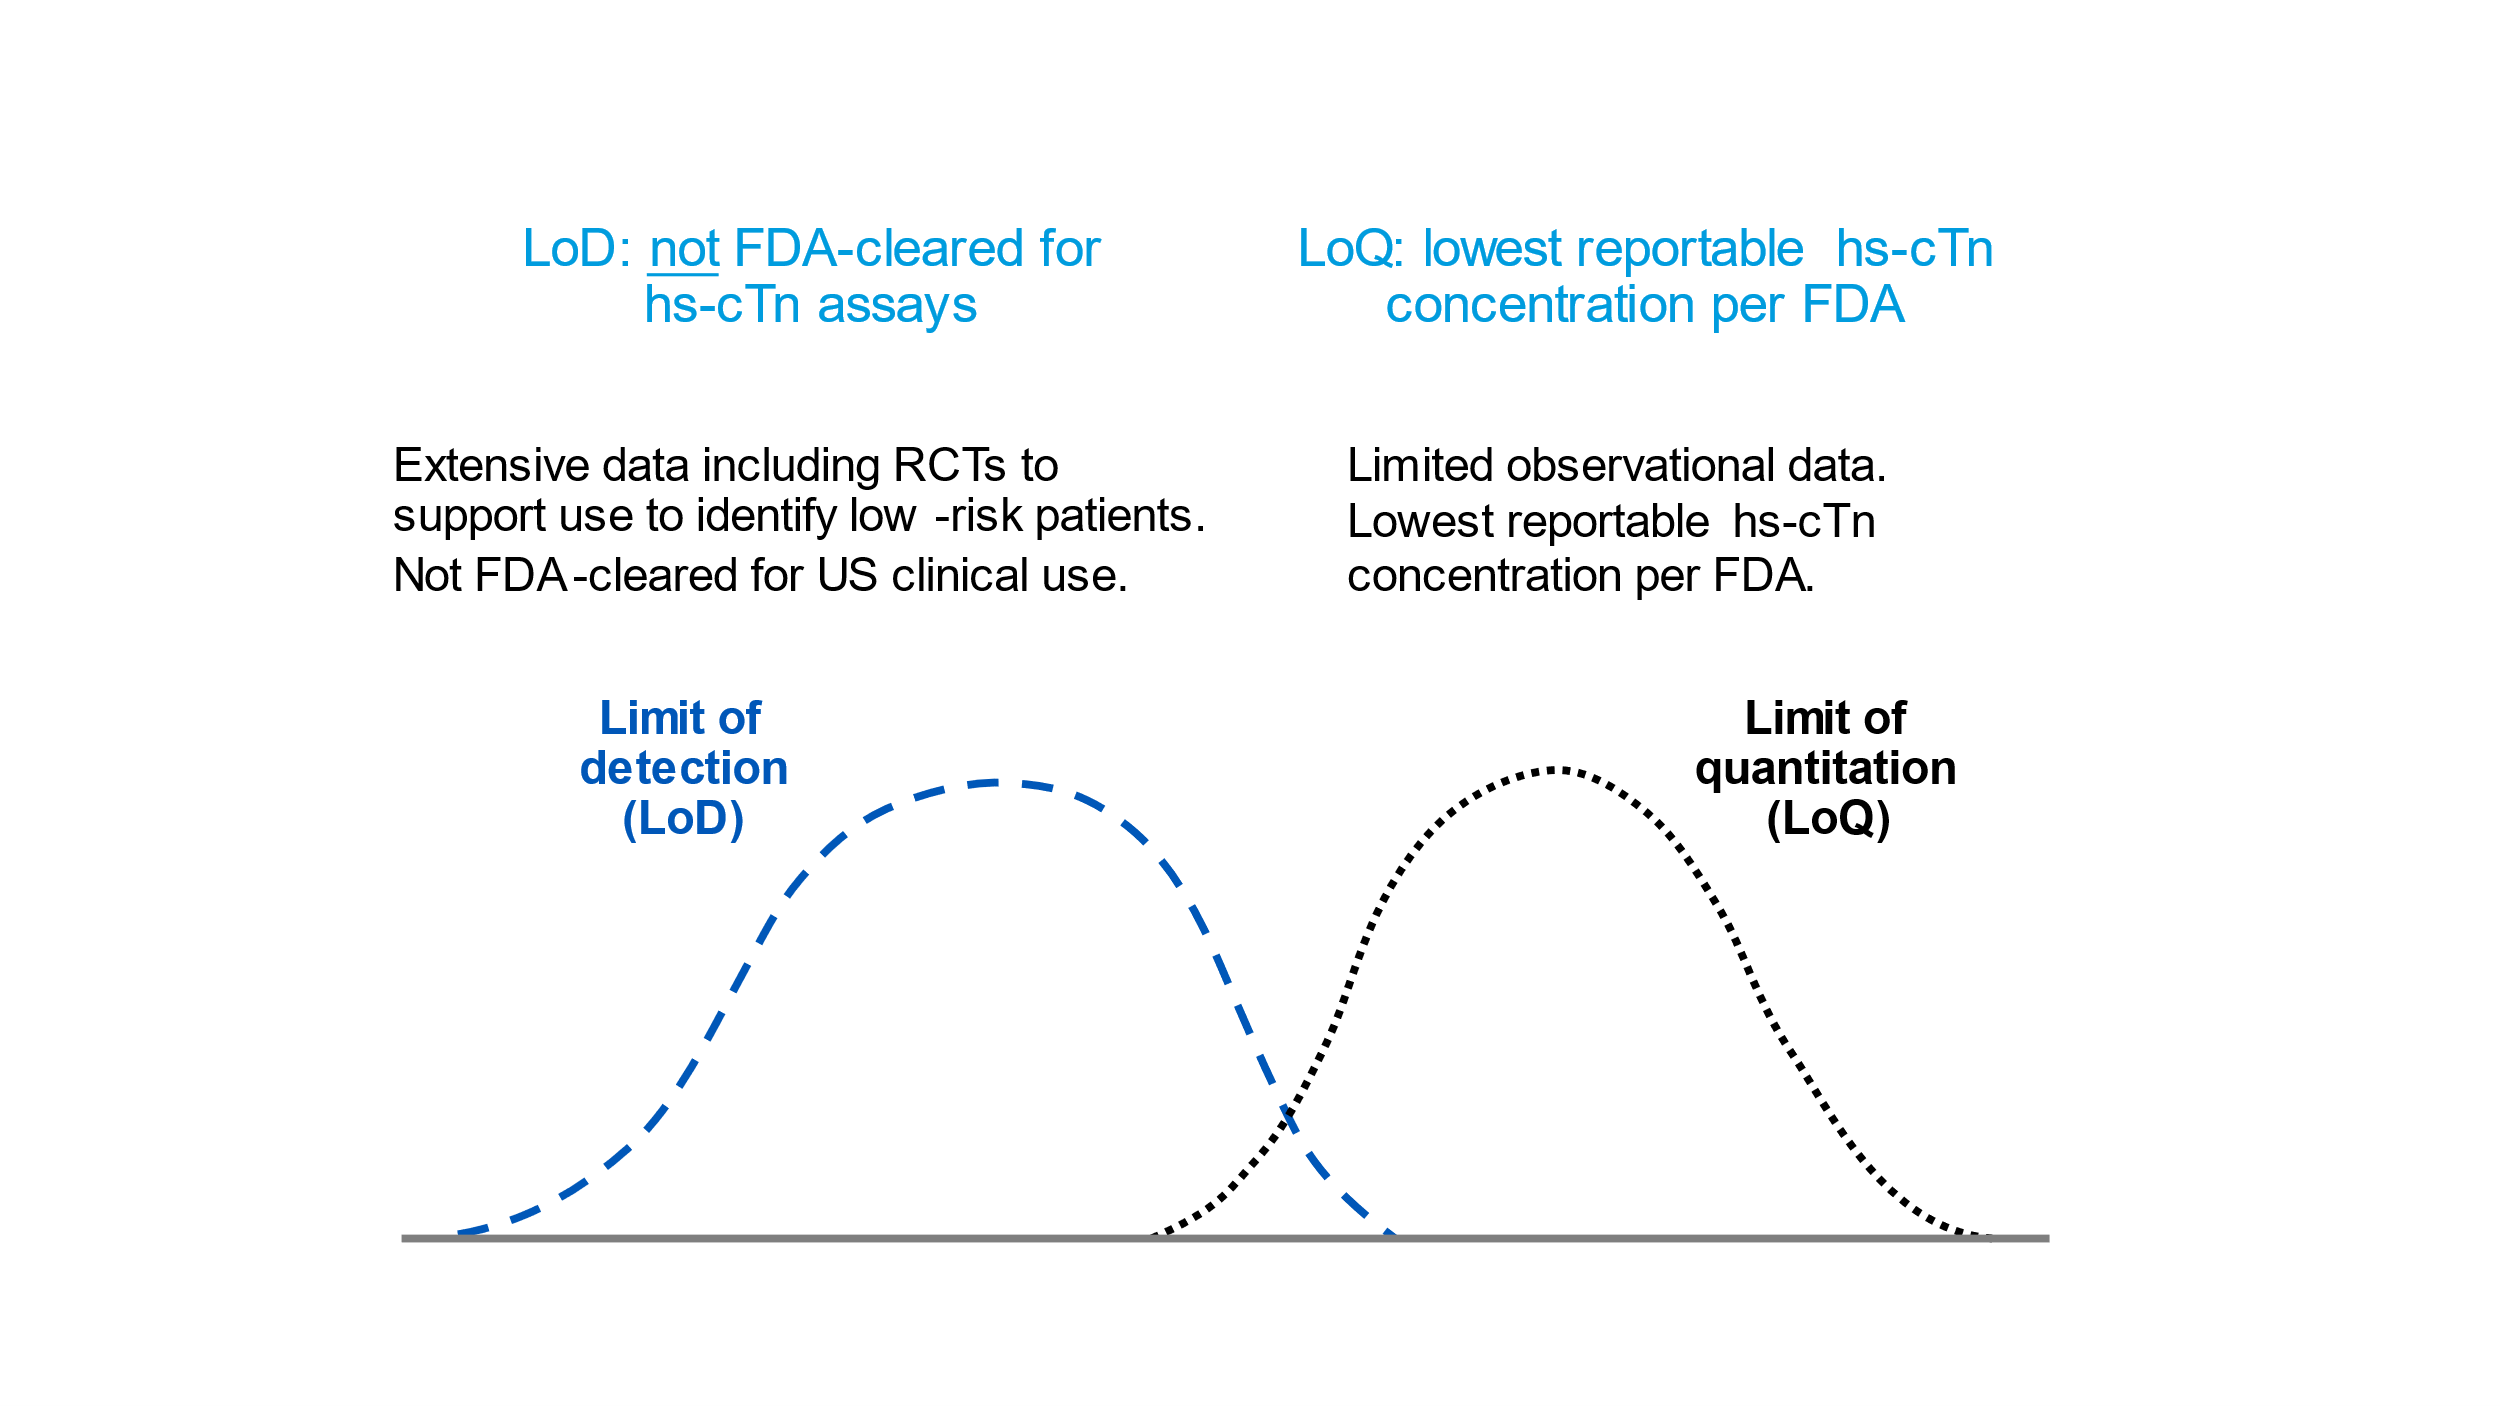 LoD: not FDA-cleared for
hs-cTn assays
LoQ: lowest reportable hs-cTn
concentration per FDA
Extensive data including RCTs to
support use to identify low -risk patients.
Not FDA-cleared for US clinical use.
Limited observational data.
Lowest reportable hs-cTn
concentration per FDA.
Limit of
detection
(LoD)
Limit of
quantitation
(LoQ)